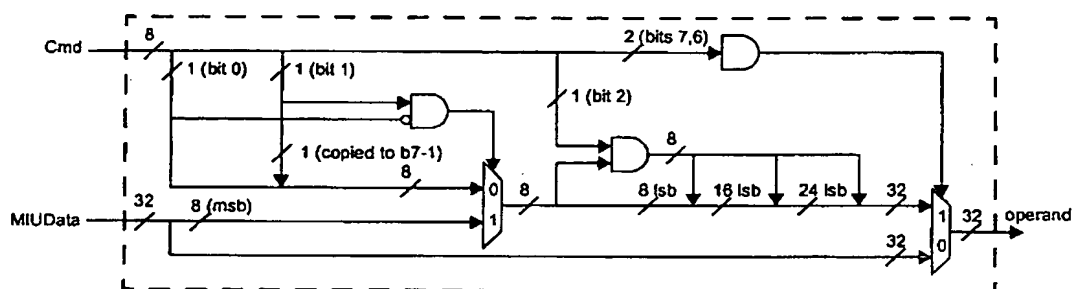 Cmd
8
2 (bits 7,6)
1 (bit 0)
1 (bit 1)
1 (bit 2)
8
1 (copied to b7-1)
8
0
8
8 lsb
16 lsb
24 lsb
32
MIUData
32
8 (msb)
1
1
32
operand
32
0